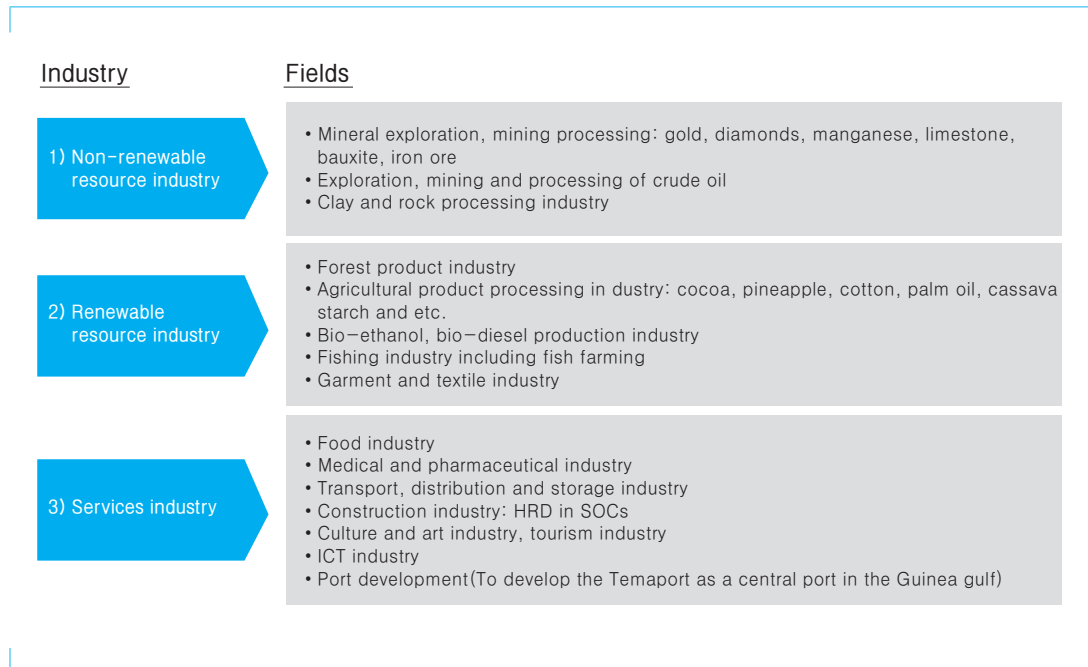 Industry
Fields
1) Non-renewable
resource industry
• Mineral exploration, mining processing: gold, diamonds, manganese, limestone,
bauxite, iron ore
• Exploration, mining and processing of crude oil
• Clay and rock processing industry
2) Renewable
resource industry
• Forest product industry
• Agricultural product processing in dustry: cocoa, pineapple, cotton, palm oil, cassava
starch and etc.
• Bio-ethanol, bio-diesel production industry
• Fishing industry including fish farming
• Garment and textile industry
3) Services industry
• Food industry
• Medical and pharmaceutical industry
• Transport, distribution and storage industry
• Construction industry: HRD in SOCs
• Culture and art industry, tourism industry
• ICT industry
• Port development(To develop the Temaport as a central port in the Guinea gulf)